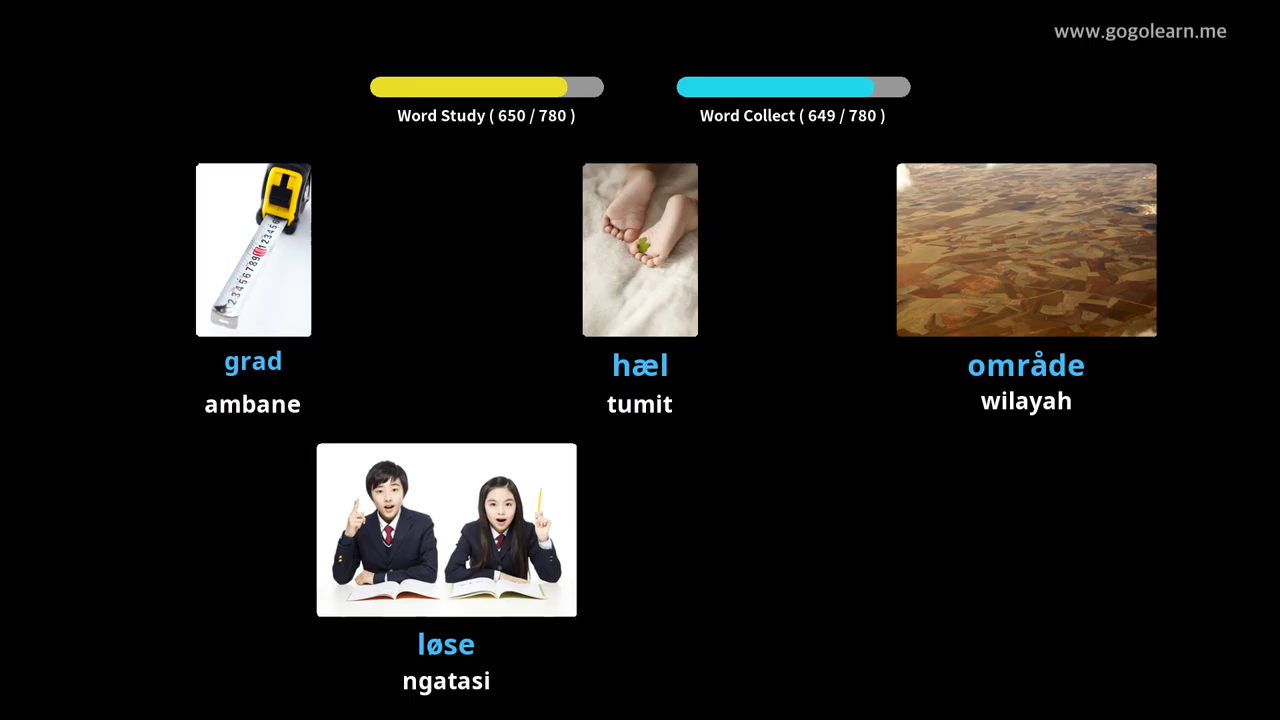 www.gogolearn.me
Word Study ( 650 / 780 )
Word Collect ( 649 / 780 )
grad
ambane
hæl
tumit
område
wilayah
løse
ngatasi